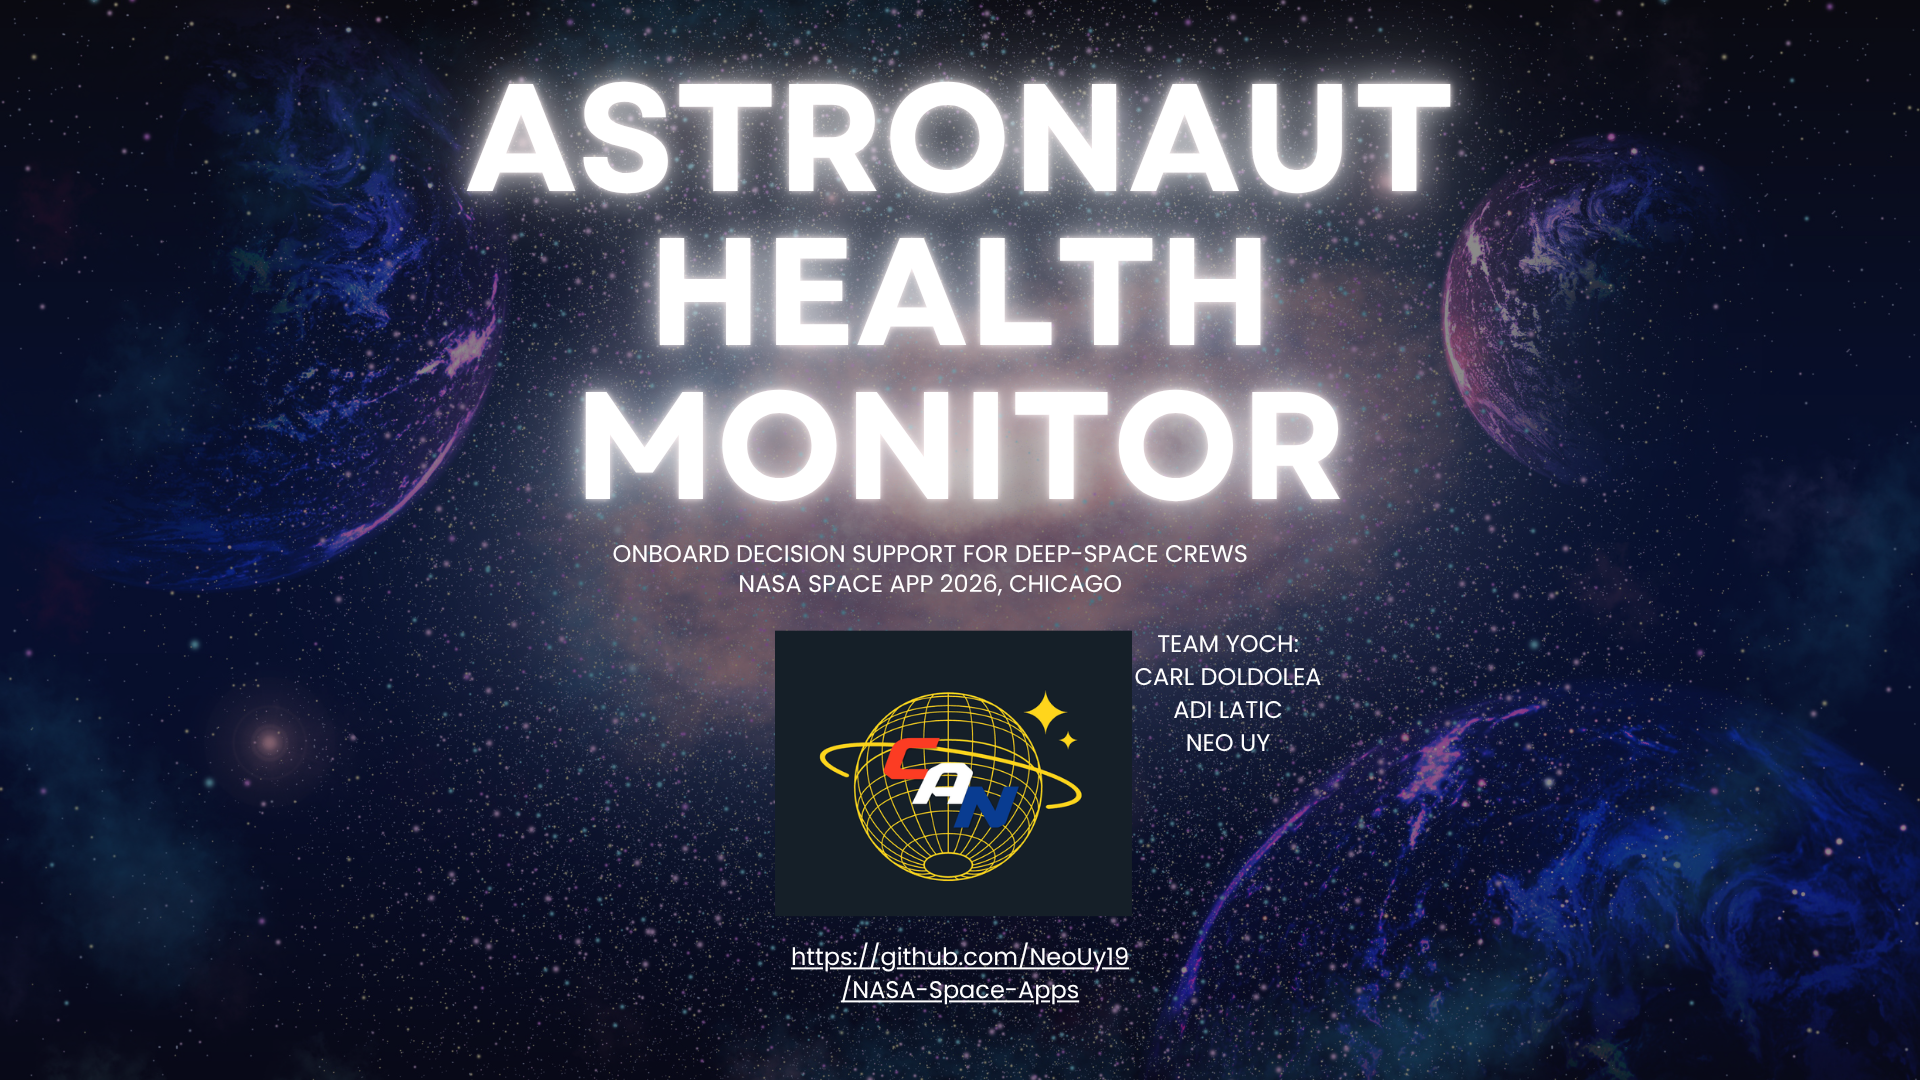 ASTRONAUT
HEALTH
MONITOR
ONBOARD DECISION SUPPORT FOR DEEP-SPACE CREWS
NASA SPACE APP 2026, CHICAGO
TEAM YOCH:
CARL DOLDOLEA
ADI LATIC
NEO UY
CAN
https://github.com/NeoUy19
/NASA-Space-Apps